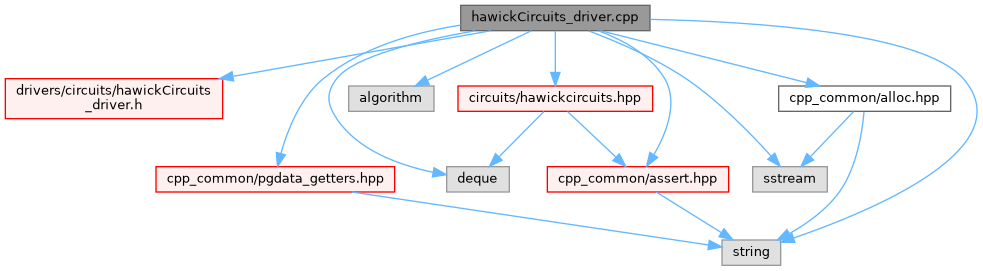 hawickCircuits_driver.cpp
drivers/circuits/hawickCircuits
_driver.h
algorithm
circuits/hawickcircuits.hpp
cpp_common/alloc.hpp
cpp_common/pgdata_getters.hpp
deque
cpp_common/assert.hpp
sstream
string